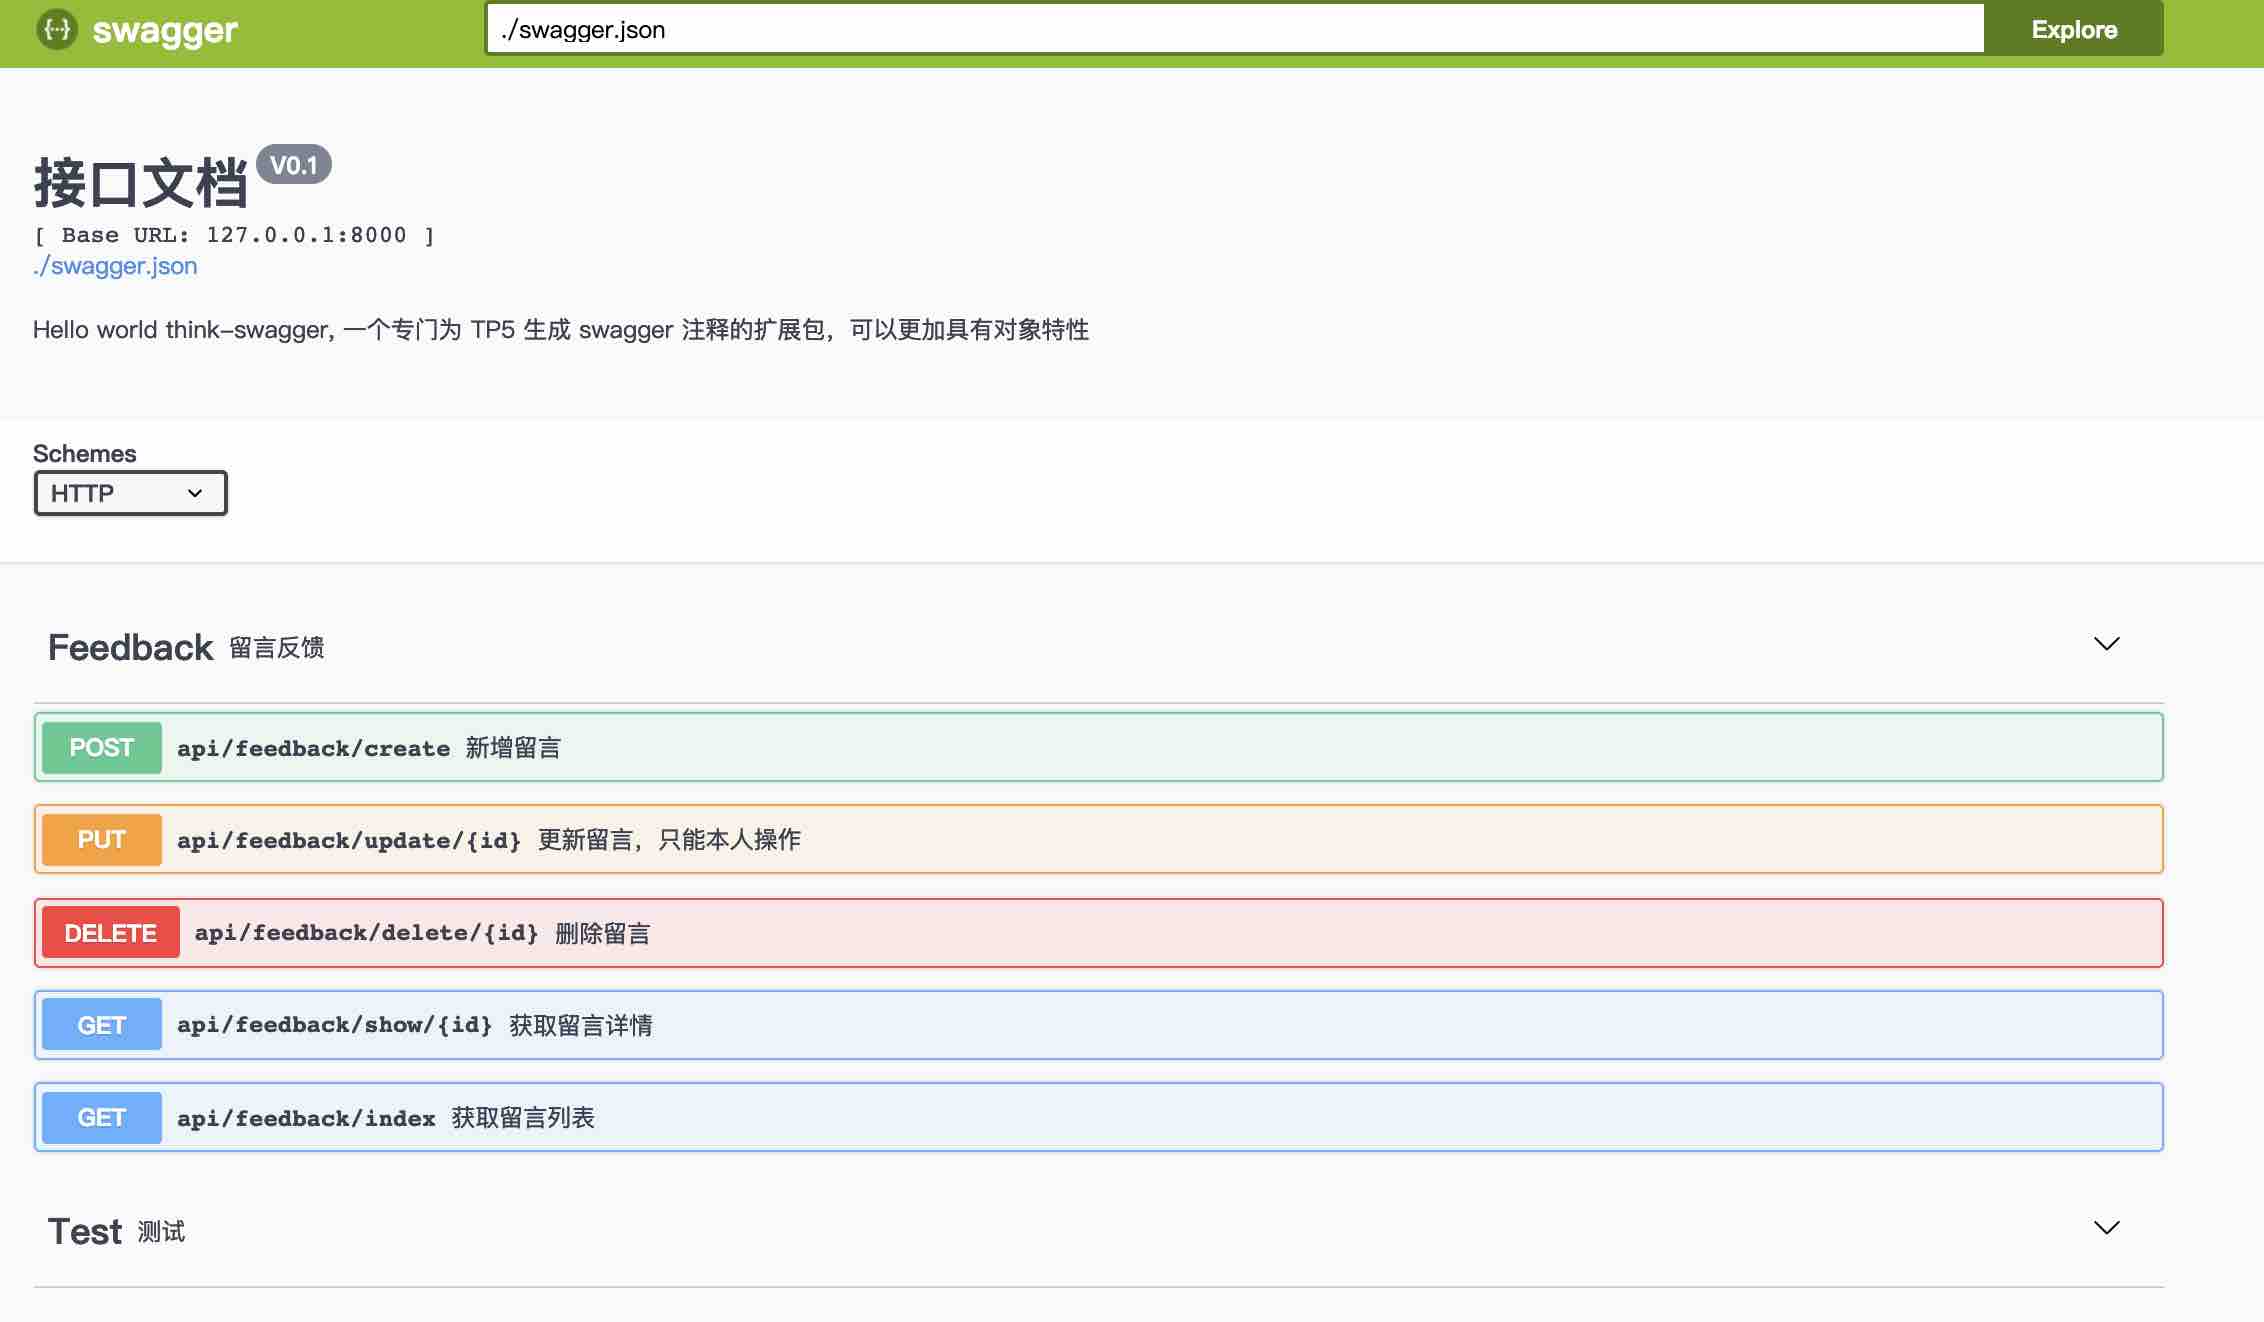 swagger
./swagger.json
Explore
接口文档 V0.1
[ Base URL: 127.0.0.1:8000 ]
./swagger.json
Hello world think-swagger, 一个专门为 TP5 生成 swagger 注释的扩展包，可以更加具有对象特性
Schemes
HTTP
Feedback 留言反馈
POST api/feedback/create 新增留言
PUT api/feedback/update/{id} 更新留言，只能本人操作
DELETE api/feedback/delete/{id} 删除留言
GET api/feedback/show/{id} 获取留言详情
GET api/feedback/index 获取留言列表
Test 测试